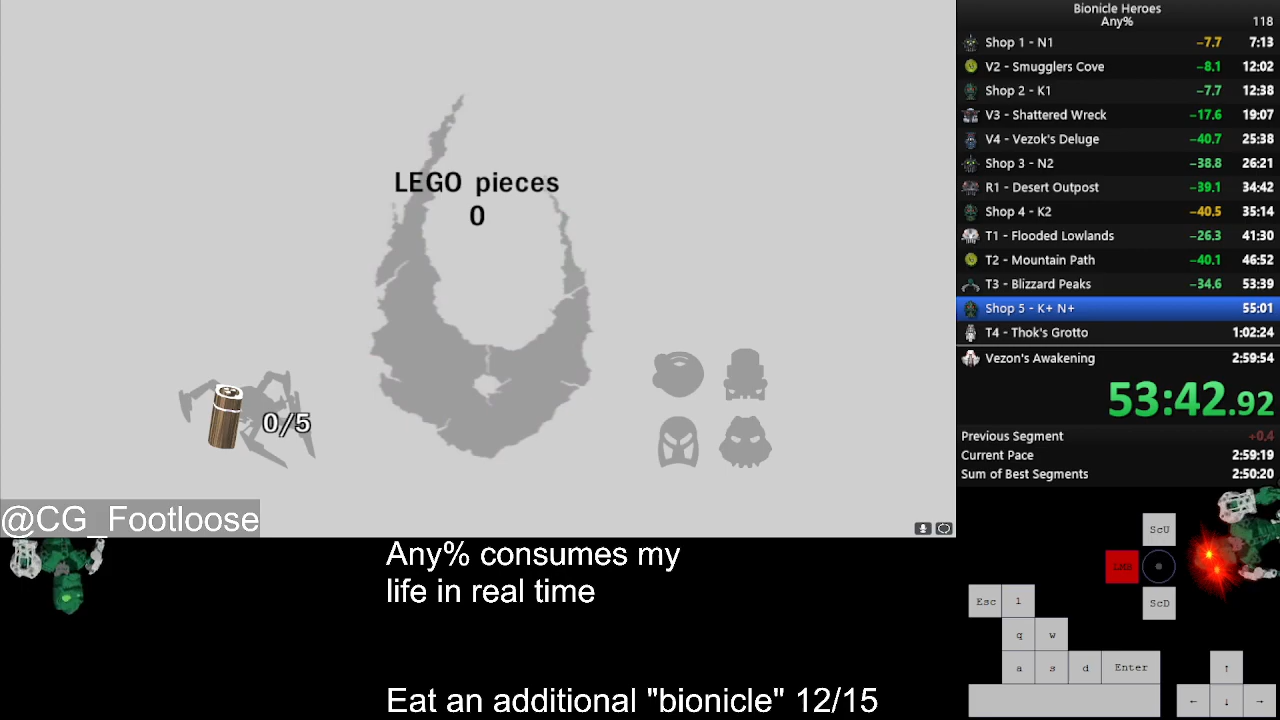 LEGO pieces
0
0/5
@CG_Footloose
Any% consumes my
life in real time
Eat an additional "bionicle" 12/15
Bionicle Heroes
Any% 118
Shop 1 - N1 −7.7 7:13
V2 - Smugglers Cove −8.1 12:02
Shop 2 - K1 −7.7 12:38
V3 - Shattered Wreck −17.6 19:07
V4 - Vezok's Deluge −40.7 25:38
Shop 3 - N2 −38.8 26:21
R1 - Desert Outpost −39.1 34:42
Shop 4 - K2 −40.5 35:14
T1 - Flooded Lowlands −26.3 41:30
T2 - Mountain Path −40.1 46:52
T3 - Blizzard Peaks −34.6 53:39
Shop 5 - K+ N+ 55:01
T4 - Thok's Grotto 1:02:24
Vezon's Awakening 2:59:54
53:42.92
Previous Segment +0.4
Current Pace 2:59:19
Sum of Best Segments 2:50:20
ScU
LMB
ScD
Esc 1
q w
a s d Enter ↑
← ↓ →